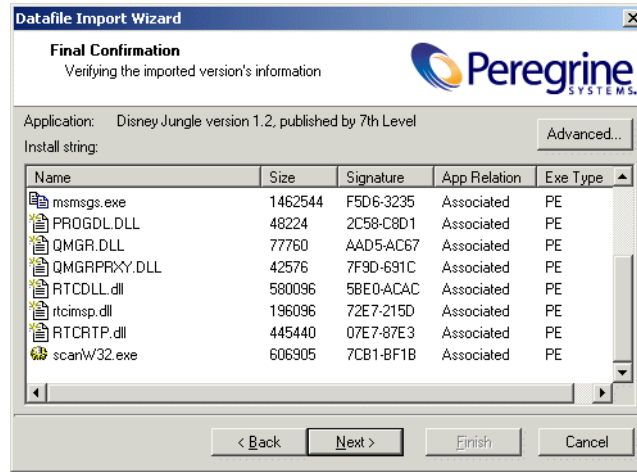 Datafile Import Wizard
Final Confirmation
Verifying the imported version's information
Peregrine
SYSTEMS
Application: Disney Jungle version 1.2, published by 7th Level
Advanced...
Install string:
Name Size Signature App Relation Exe Type
msmsgs.exe 1462544 F5D6-3235 Associated PE
PROGDL.DLL 48224 2C58-C8D1 Associated PE
QMGR.DLL 77760 AAD5-AC67 Associated PE
QMGRPRXY.DLL 42576 7F9D-691C Associated PE
RTCDLL.dll 580096 5BE0-ACAC Associated PE
rtcimsp.dll 196096 72E7-215D Associated PE
RTCRTP.dll 445440 07E7-87E3 Associated PE
scanW32.exe 606905 7CB1-BF1B Associated PE
< Back Next > Finish Cancel